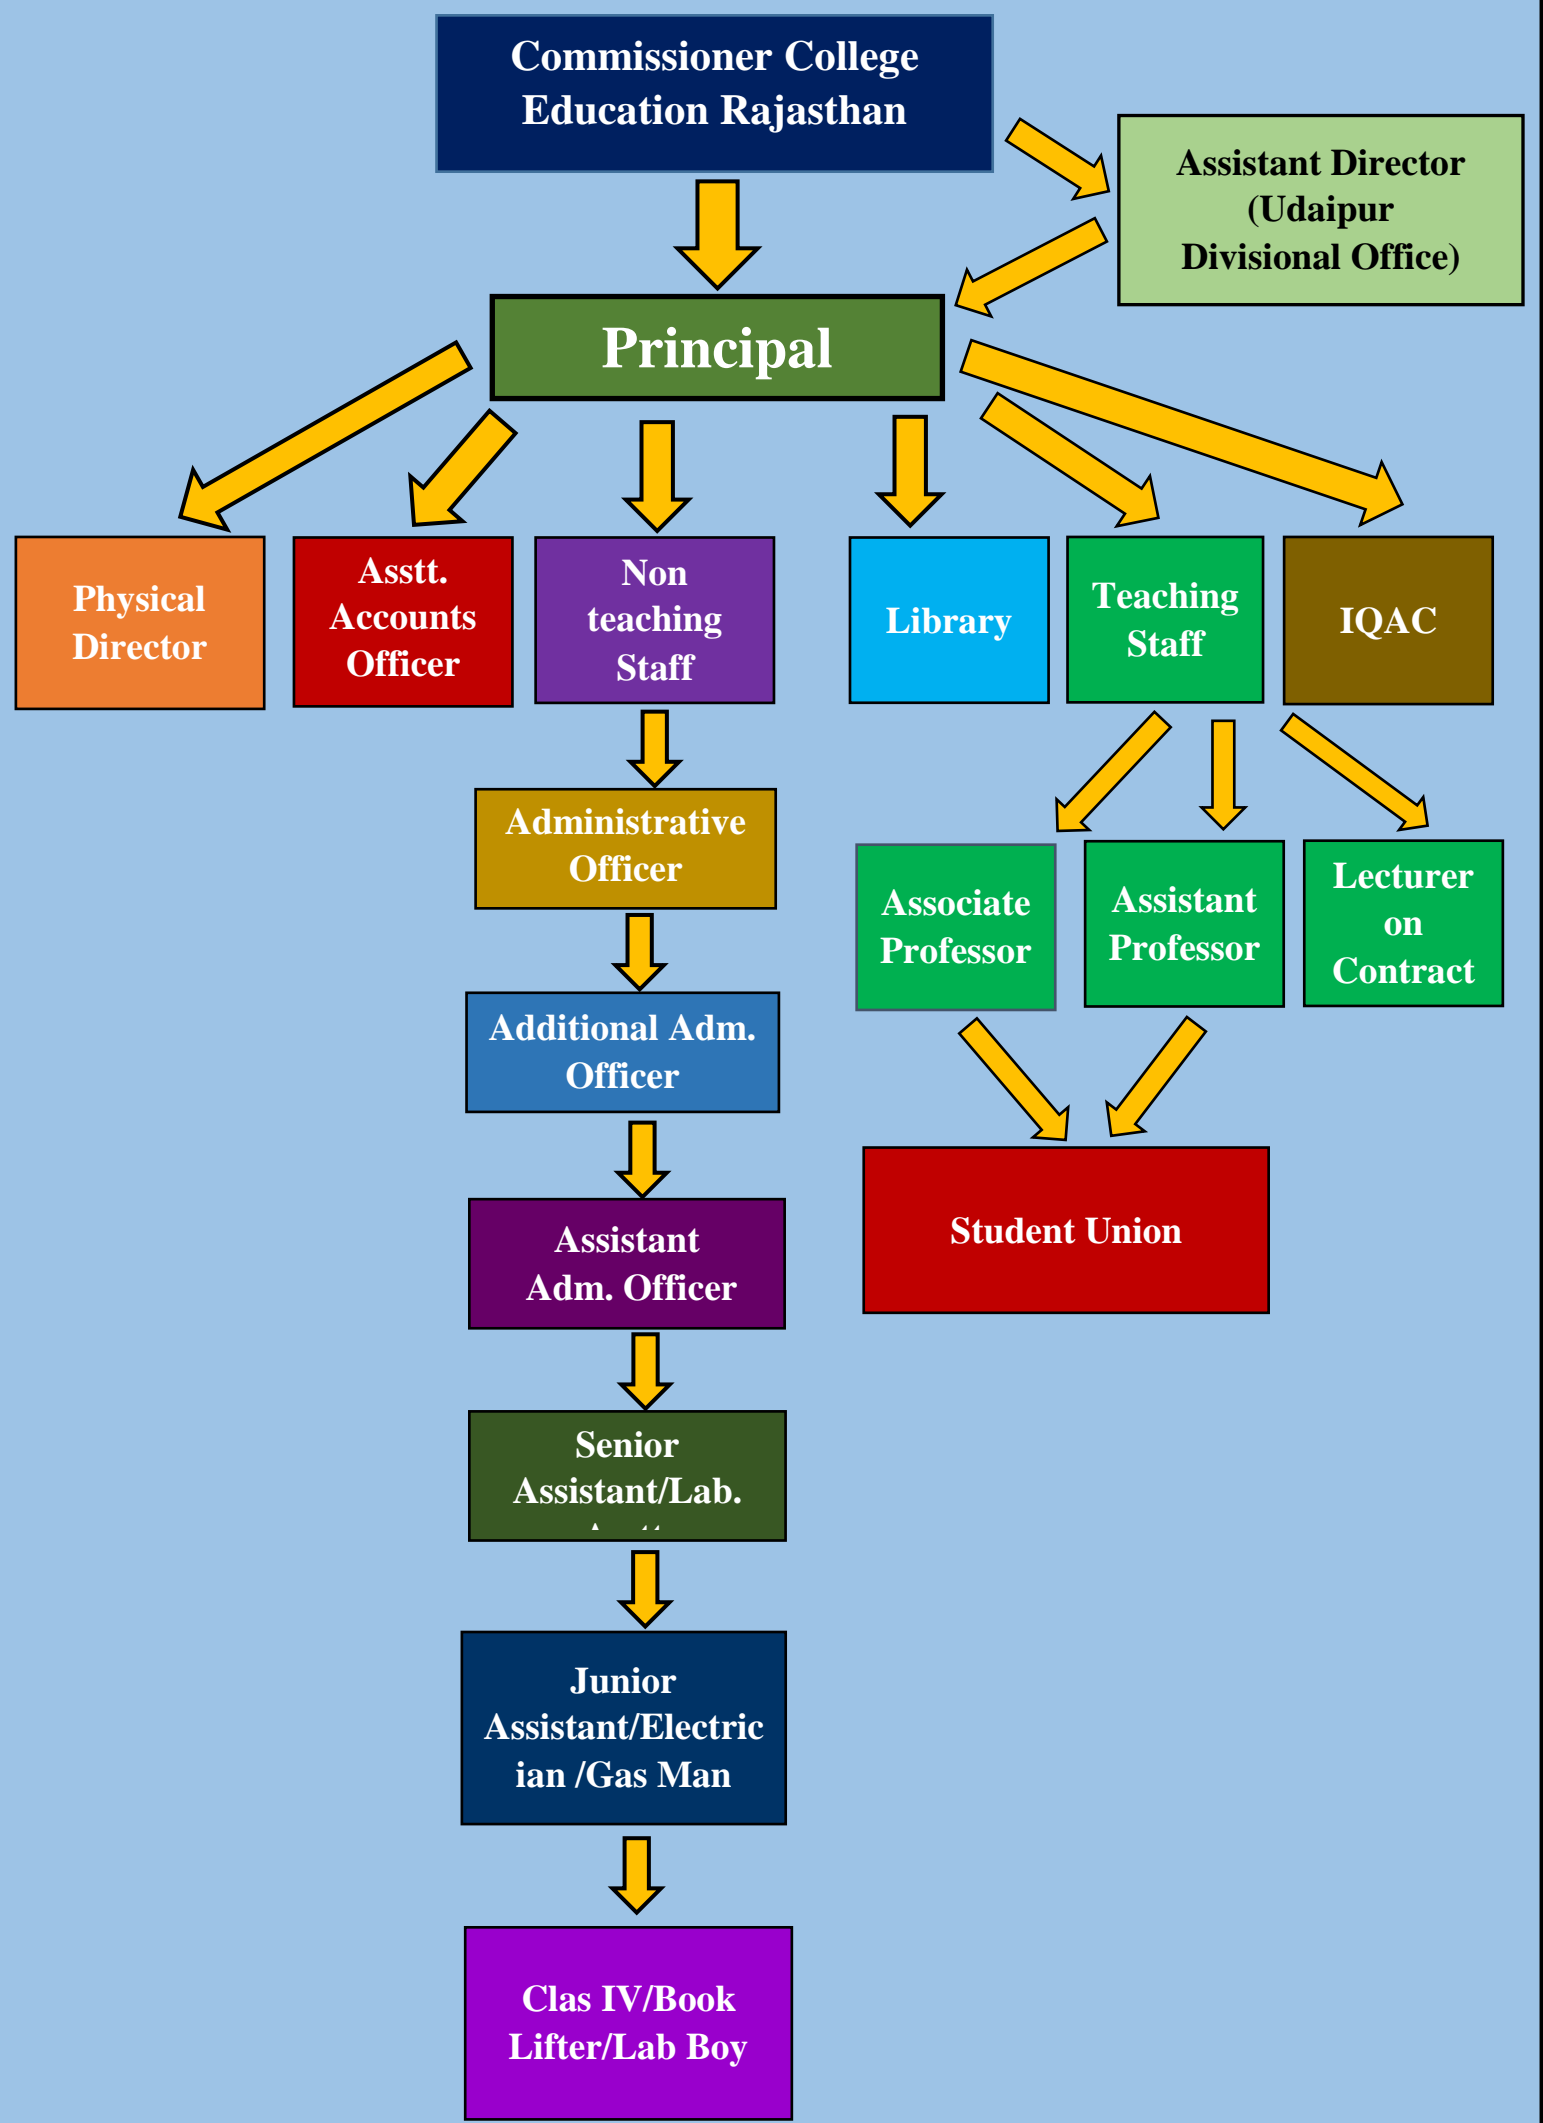 Commissioner College
Education Rajasthan
Assistant Director
(Udaipur
Divisional Office)
Principal
Physical
Director
Asstt.
Accounts
Officer
Non
teaching
Staff
Library
Teaching
Staff
IQAC
Administrative
Officer
Associate
Professor
Assistant
Professor
Lecturer
on
Contract
Additional Adm.
Officer
Assistant
Adm. Officer
Student Union
Senior
Assistant/Lab.
Junior
Assistant/Electric
ian /Gas Man
Clas IV/Book
Lifter/Lab Boy